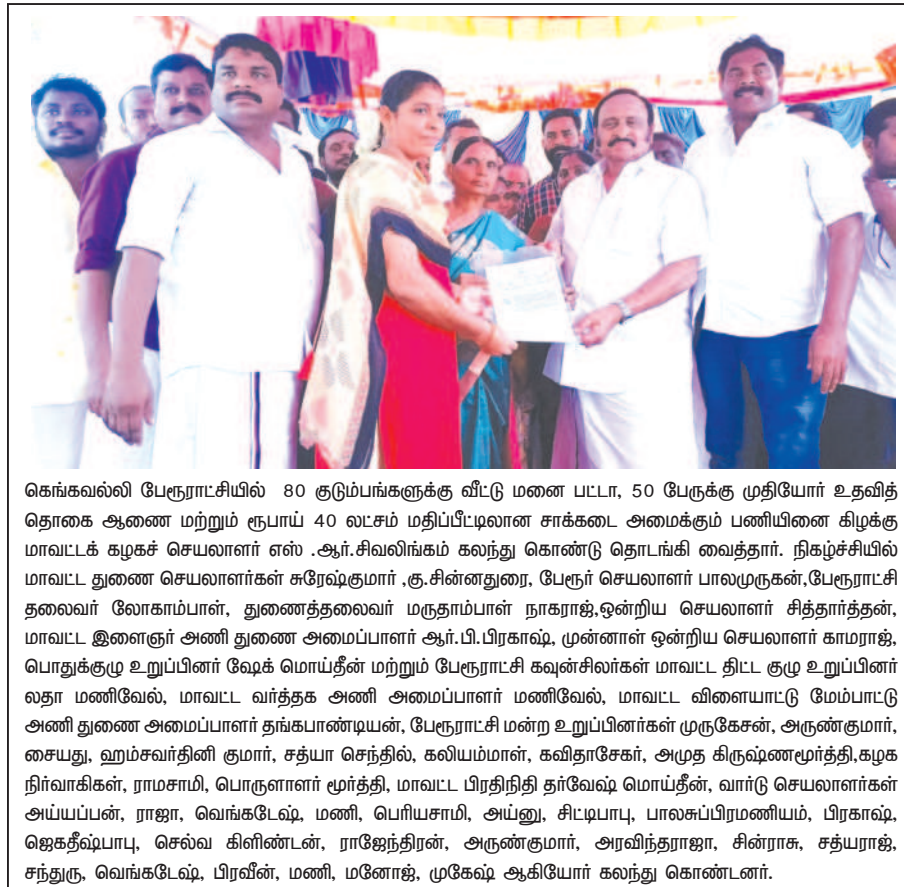 கெங்கவல்லி பேரூராட்சியில் 80 குடும்பங்களுக்கு வீட்டு மனை பட்டா, 50 பேருக்கு முதியோர் உதவித்
தொகை ஆணை மற்றும் ரூபாய் 40 லட்சம் மதிப்பீட்டிலான சாக்கடை அமைக்கும் பணியினை கிழக்கு
மாவட்டக் கழகச் செயலாளர் எஸ் .ஆர்.சிவலிங்கம் கலந்து கொண்டு தொடங்கி வைத்தார். நிகழ்ச்சியில்
மாவட்ட துணை செயலாளர்கள் சுரேஷ்குமார் ,கு.சின்னதுரை, பேரூர் செயலாளர் பாலமுருகன்,பேரூராட்சி
தலைவர் லோகாம்பாள், துணைத்தலைவர் மருதாம்பாள் நாகராஜ்,ஒன்றிய செயலாளர் சித்தார்த்தன்,
மாவட்ட இளைஞர் அணி துணை அமைப்பாளர் ஆர்.பி.பிரகாஷ், முன்னாள் ஒன்றிய செயலாளர் காமராஜ்,
பொதுக்குழு உறுப்பினர் ஷேக் மொய்தீன் மற்றும் பேரூராட்சி கவுன்சிலர்கள் மாவட்ட திட்ட குழு உறுப்பினர்
லதா மணிவேல், மாவட்ட வர்த்தக அணி அமைப்பாளர் மணிவேல், மாவட்ட விளையாட்டு மேம்பாட்டு
அணி துணை அமைப்பாளர் தங்கபாண்டியன், பேரூராட்சி மன்ற உறுப்பினர்கள் முருகேசன், அருண்குமார்,
சையது, ஹம்சவர்தினி குமார், சத்யா செந்தில், கலியம்மாள், கவிதாசேகர், அமுத கிருஷ்ணமூர்த்தி,கழக
நிர்வாகிகள், ராமசாமி, பொருளாளர் மூர்த்தி, மாவட்ட பிரதிநிதி தர்வேஷ் மொய்தீன், வார்டு செயலாளர்கள்
அய்யப்பன், ராஜா, வெங்கடேஷ், மணி, பெரியசாமி, அய்னு, சிட்டிபாபு, பாலசுப்பிரமணியம், பிரகாஷ்,
ஜெகதீஷ்பாபு, செல்வ கிளிண்டன், ராஜேந்திரன், அருண்குமார், அரவிந்தராஜா, சின்ராசு, சத்யராஜ்,
சந்துரு, வெங்கடேஷ், பிரவீன், மணி, மனோஜ், முகேஷ் ஆகியோர் கலந்து கொண்டனர்.